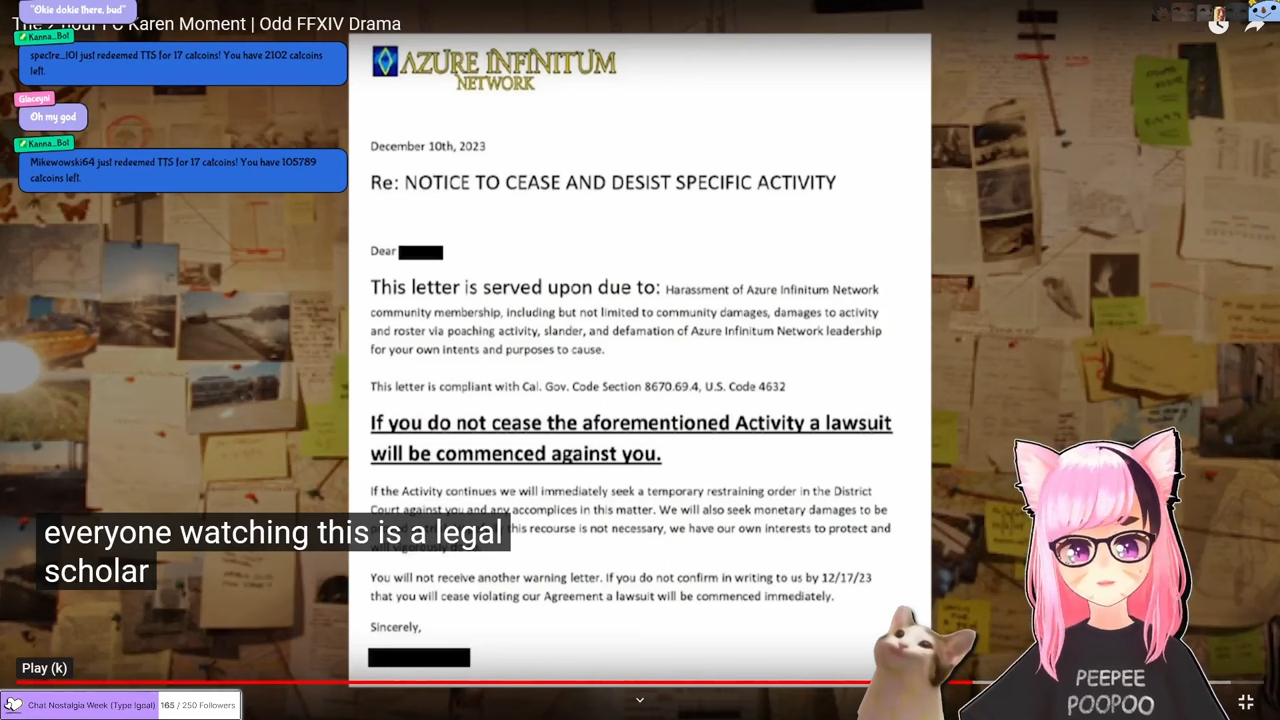 "Okie dokie there, bud"
Karen Moment | Odd FFXIV Drama
Kanna_Bot
spec1re_101 just redeemed TTS for 17 calcoins! You have 2102 calcoins
left.
Glaceyni
Oh my god
Kanna_Bot
Mikewowski64 just redeemed TTS for 17 calcoins! You have 105789
calcoins left.
AZURE INFINITUM
NETWORK
December 10th, 2023
Re: NOTICE TO CEASE AND DESIST SPECIFIC ACTIVITY
Dear
This letter is served upon due to: Harassment of Azure Infinitum Network
community membership, including but not limited to community damages, damages to activity
and roster via poaching activity, slander, and defamation of Azure Infinitum Network leadership
for your own intents and purposes to cause.
This letter is compliant with Cal. Gov. Code Section 8670.69.4, U.S. Code 4632
If you do not cease the aforementioned Activity a lawsuit
will be commenced against you.
If the Activity continues we will immediately seek a temporary restraining order in the District
Court against you and any accomplices in this matter. We will also seek monetary damages to be
this recourse is not necessary, we have our own interests to protect and
You will not receive another warning letter. If you do not confirm in writing to us by 12/17/23
that you will cease violating our Agreement a lawsuit will be commenced immediately.
Sincerely,
everyone watching this is a legal
scholar
Play (k)
Chat Nostalgia Week (Type !goal) 165 / 250 Followers
PEEPEE
POOPOO